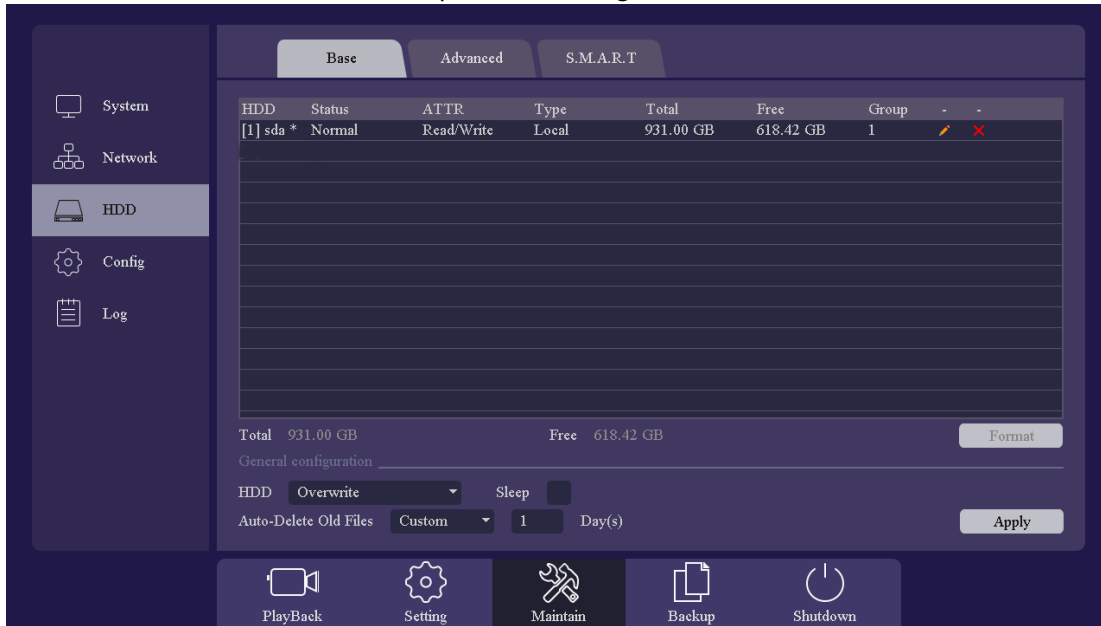 Base Advanced S.M.A.R.T
System
Network
HDD
Config
Log
HDD Status ATTR Type Total Free Group - -
[1] sda * Normal Read/Write Local 931.00 GB 618.42 GB 1
Total 931.00 GB Free 618.42 GB Format
General configuration
HDD Overwrite Sleep
Auto-Delete Old Files Custom 1 Day(s) Apply
PlayBack Setting Maintain Backup Shutdown